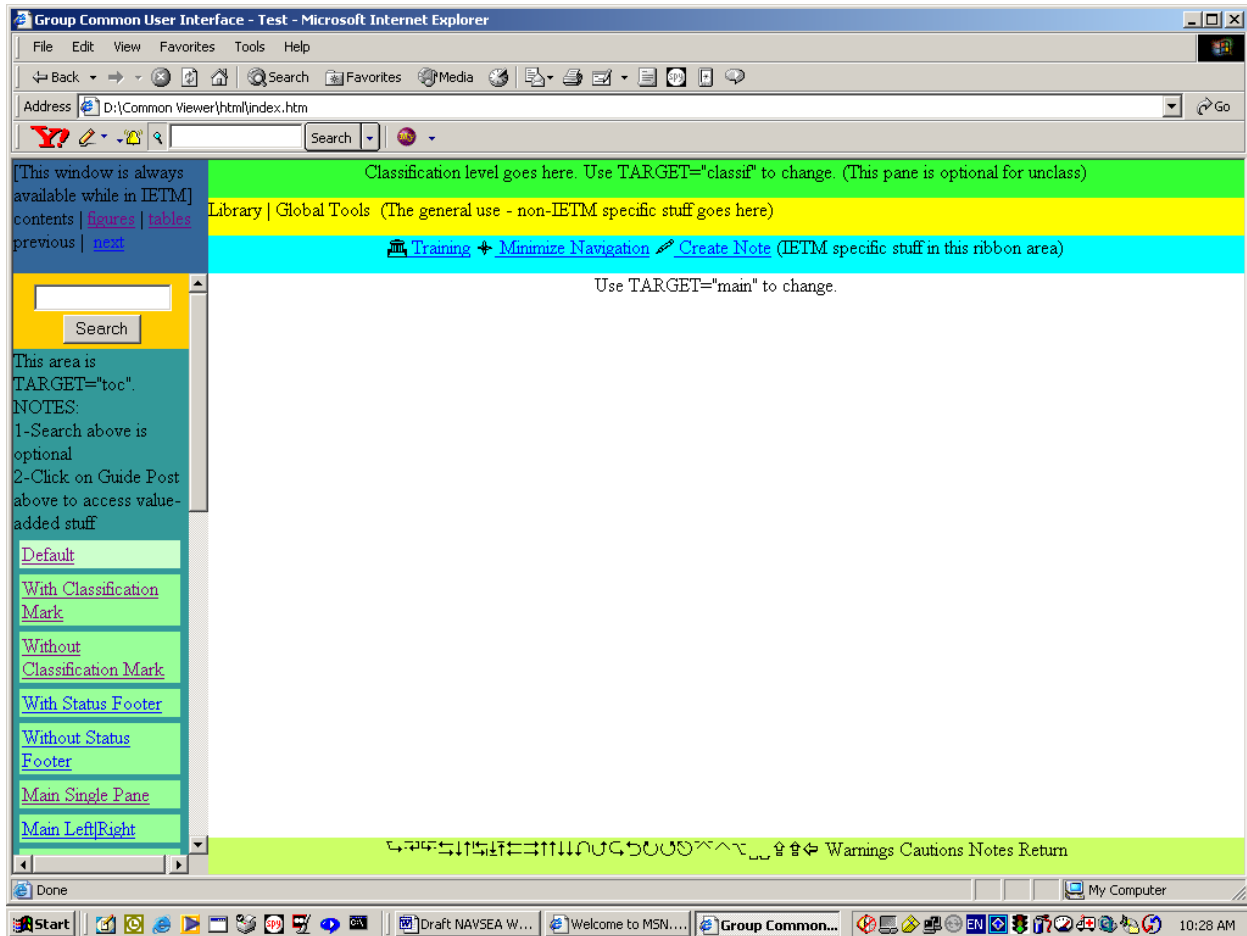 Group Common User Interface - Test - Microsoft Internet Explorer
File Edit View Favorites Tools Help
Back Search Favorites Media
Address D:\Common Viewer\html\index.htm Go
Y! Search
[This window is always
available while in IETM]
contents | figures | tables
previous | next
Classification level goes here. Use TARGET="classif" to change. (This pane is optional for unclass)
Library | Global Tools (The general use - non-IETM specific stuff goes here)
Training Minimize Navigation Create Note (IETM specific stuff in this ribbon area)
Search
This area is
TARGET="toc".
NOTES:
1-Search above is
optional
2-Click on Guide Post
above to access value-
added stuff
Default
With Classification
Mark
Without
Classification Mark
With Status Footer
Without Status
Footer
Main Single Pane
Main Left|Right
Use TARGET="main" to change.
Warnings Cautions Notes Return
Done My Computer
Start Draft NAVSEA W... Welcome to MSN.... Group Common... EN 10:28 AM